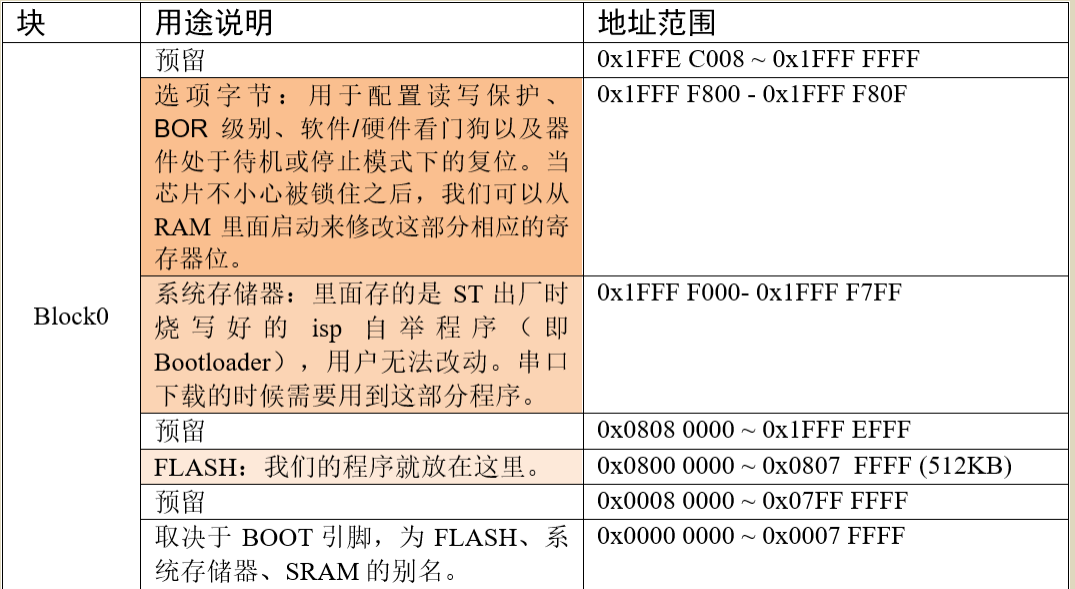 块 用途说明 地址范围
Block0
预留 0x1FFE C008 ~ 0x1FFF FFFF
选项字节：用于配置读写保护、 0x1FFF F800 - 0x1FFF F80F
BOR 级别、软件/硬件看门狗以及器
件处于待机或停止模式下的复位。当
芯片不小心被锁住之后，我们可以从
RAM 里面启动来修改这部分相应的寄
存器位。
系统存储器：里面存的是 ST 出厂时 0x1FFF F000- 0x1FFF F7FF
烧写好的 isp 自举程序（即
Bootloader），用户无法改动。串口
下载的时候需要用到这部分程序。
预留 0x0808 0000 ~ 0x1FFF EFFF
FLASH：我们的程序就放在这里。 0x0800 0000 ~ 0x0807 FFFF (512KB)
预留 0x0008 0000 ~ 0x07FF FFFF
取决于 BOOT 引脚，为 FLASH、系 0x0000 0000 ~ 0x0007 FFFF
统存储器、SRAM 的别名。